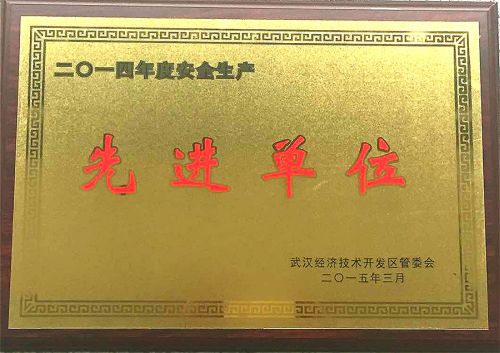 二〇一四年度安全生产
先进单位
武汉经济技术开发区管委会
二〇一五年三月